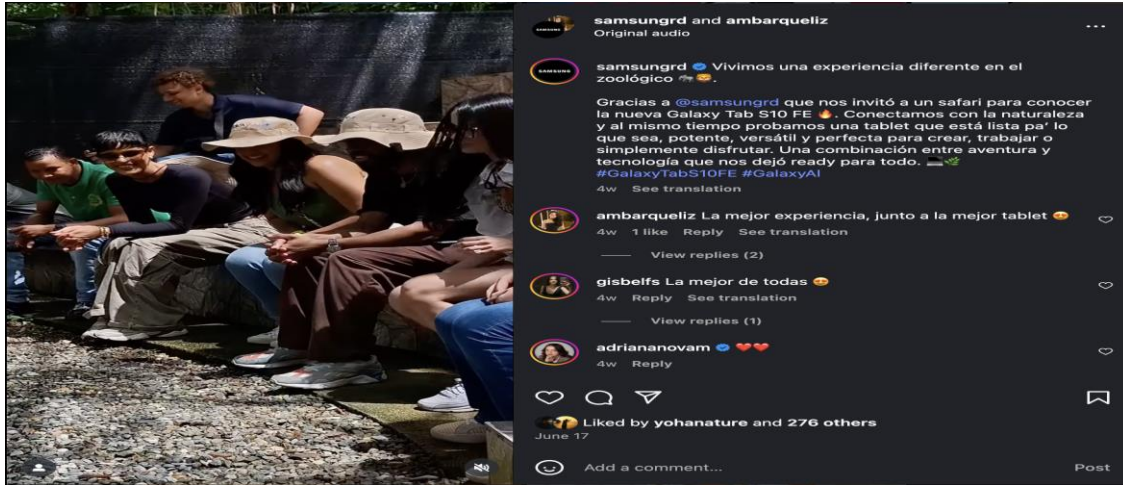 samsungrd and ambarqueliz
Original audio
...
SAMSUNG
samsungrd Vivimos una experiencia diferente en el
zoológico 🐘🦁.
Gracias a @samsungrd que nos invitó a un safari para conocer
la nueva Galaxy Tab S10 FE 🔥. Conectamos con la naturaleza
y al mismo tiempo probamos una tablet que está lista pa' lo
que sea, potente, versátil y perfecta para crear, trabajar o
simplemente disfrutar. Una combinación entre aventura y
tecnología que nos dejó ready para todo. 💻🌿
#GalaxyTabS10FE #GalaxyAI
4w See translation
ambarqueliz La mejor experiencia, junto a la mejor tablet 😍
4w 1 like Reply See translation
View replies (2)
gisbelfs La mejor de todas 😍
4w Reply See translation
View replies (1)
adriananovam ❤️❤️
4w Reply
Liked by yohanature and 276 others
June 17
Add a comment...
Post